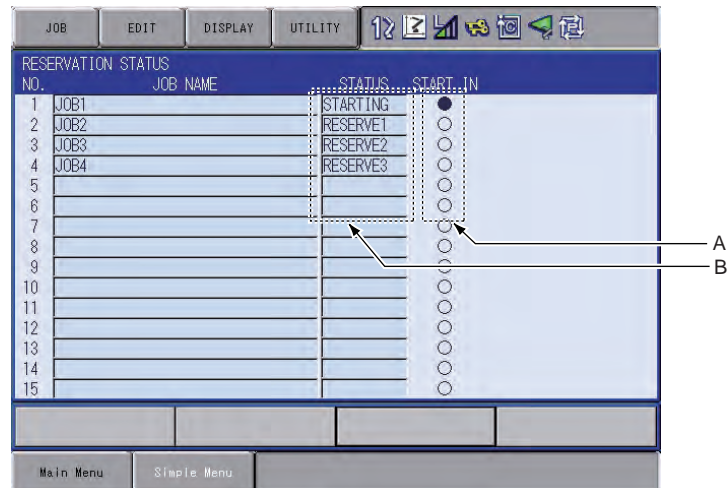 JOB EDIT DISPLAY UTILITY
RESERVATION STATUS
NO. JOB NAME STATUS START IN
1 JOB1 STARTING
2 JOB2 RESERVE1
3 JOB3 RESERVE2
4 JOB4 RESERVE3
5
6
7
8
9
10
11
12
13
14
15
A
B
Main Menu Simple Menu